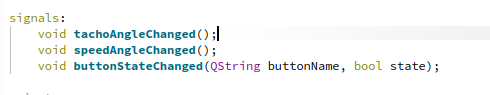 signals:
void tachoAngleChanged();
void speedAngleChanged();
void buttonStateChanged(QString buttonName, bool state);